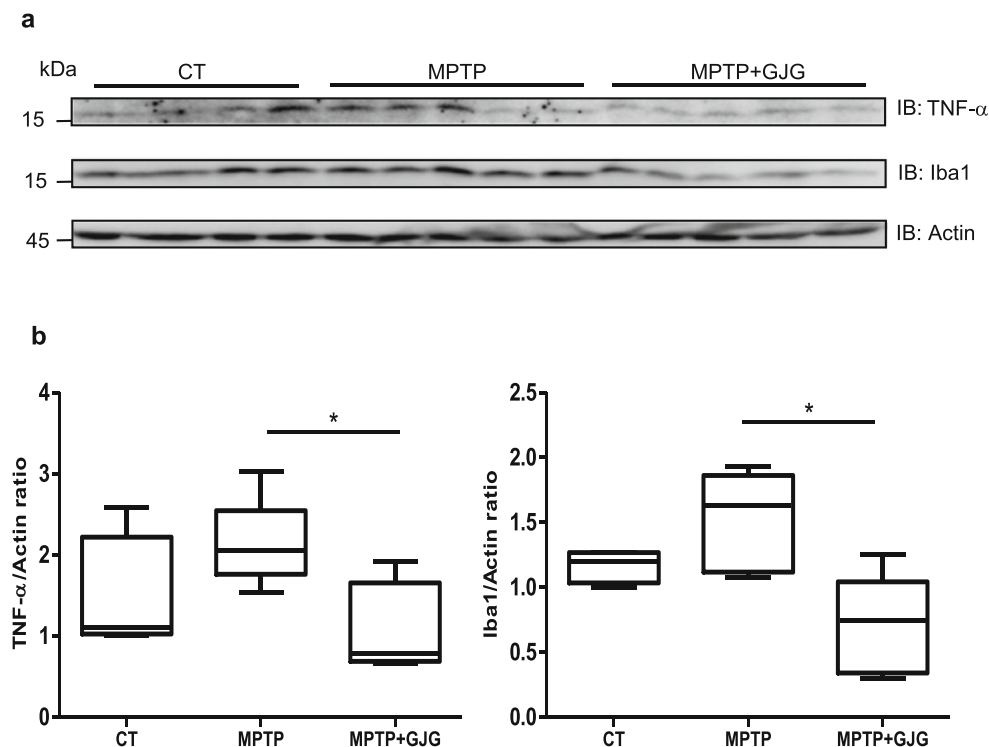 a
kDa
CT MPTP MPTP+GJG
15 IB: TNF-α
15 IB: Iba1
45 IB: Actin
b
TNF-α/Actin ratio
4
3
2
1
0
*
CT MPTP MPTP+GJG
Iba1/Actin ratio
2.5
2.0
1.5
1.0
0.5
0.0
*
CT MPTP MPTP+GJG